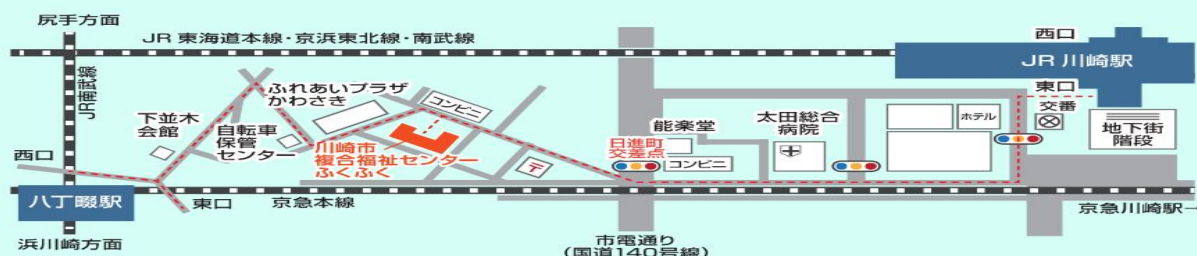 尻手方面
JR 東海道本線・京浜東北線・南武線
西口
JR 川崎駅
東口
JR南武線
ふれあいプラザ
かわさき
コンビニ
交番
下並木
会館
自転車
保管
センター
ホテル
太田総合
病院
能楽堂
地下街
階段
川崎市
複合福祉センター
ふくふく
日進町
交差点
コンビニ
〒
西口
八丁畷駅
東口
京急本線
京急川崎駅→
浜川崎方面
市電通り
(国道140号線)